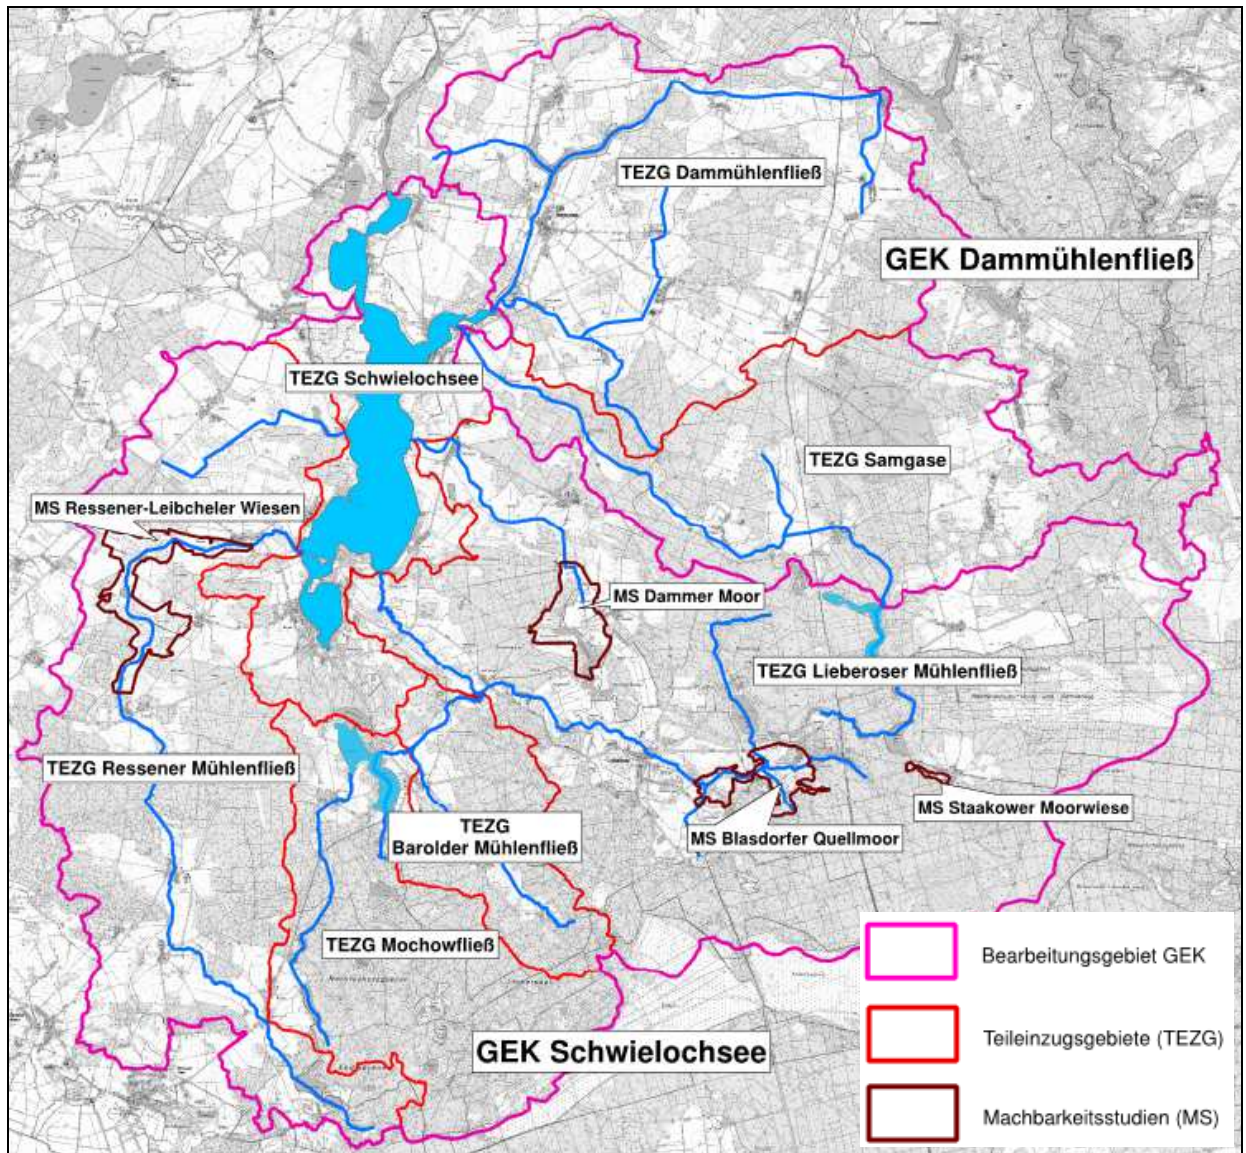 TEZG Dammühlenfließ
GEK Dammühlenfließ
TEZG Schwielochsee
TEZG Samgase
MS Ressener-Leibcheler Wiesen
MS Dammer Moor
TEZG Lieberoser Mühlenfließ
TEZG Ressener Mühlenfließ
MS Staakower Moorwiese
TEZG
Barolder Mühlenfließ
MS Blasdorfer Quellmoor
TEZG Mochowfließ
GEK Schwielochsee
Bearbeitungsgebiet GEK
Teileinzugsgebiete (TEZG)
Machbarkeitsstudien (MS)